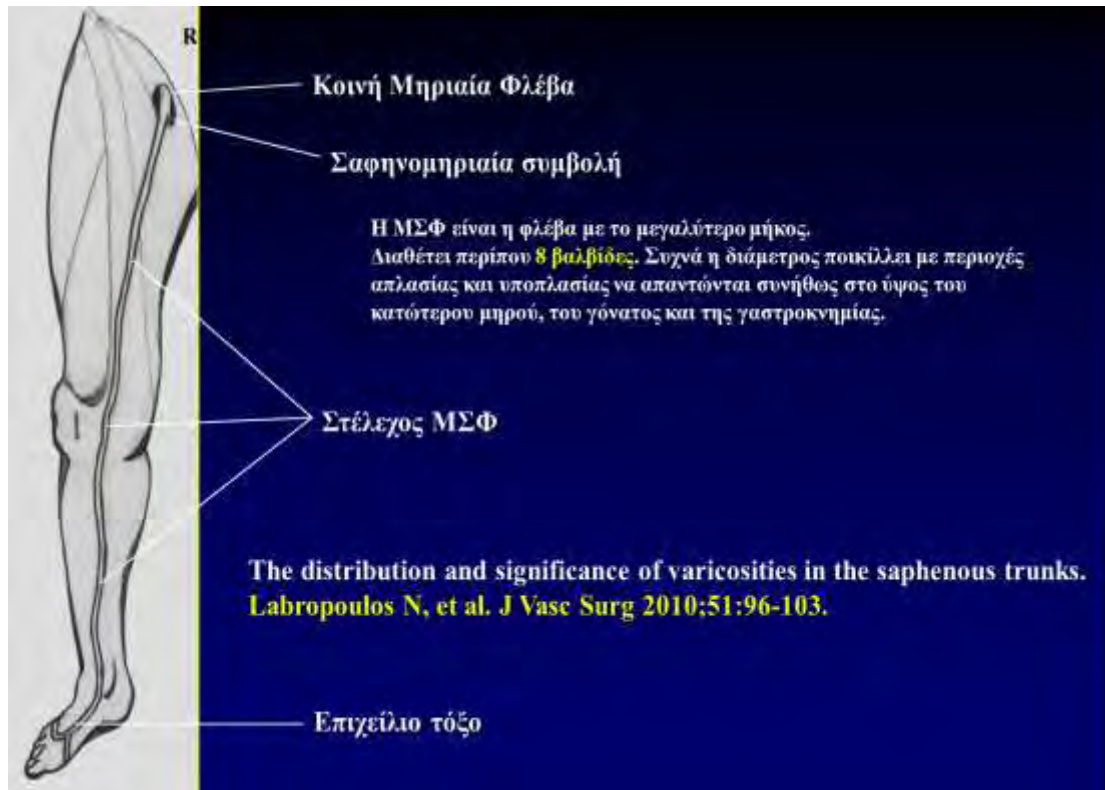 R
Κοινή Μηριαία Φλέβα
Σαφηνομηριαία συμβολή
Η ΜΣΦ είναι η φλέβα με το μεγαλύτερο μήκος.
Διαθέτει περίπου 8 βαλβίδες. Συχνά η διάμετρος ποικίλλει με περιοχές
απλασίας και υποπλασίας να απαντώνται συνήθως στο ύψος του
κατώτερου μηρού, του γόνατος και της γαστροκνημίας.
Στέλεχος ΜΣΦ
The distribution and significance of varicosities in the saphenous trunks.
Labropoulos N, et al. J Vasc Surg 2010;51:96-103.
Επιχείλιο τόξο